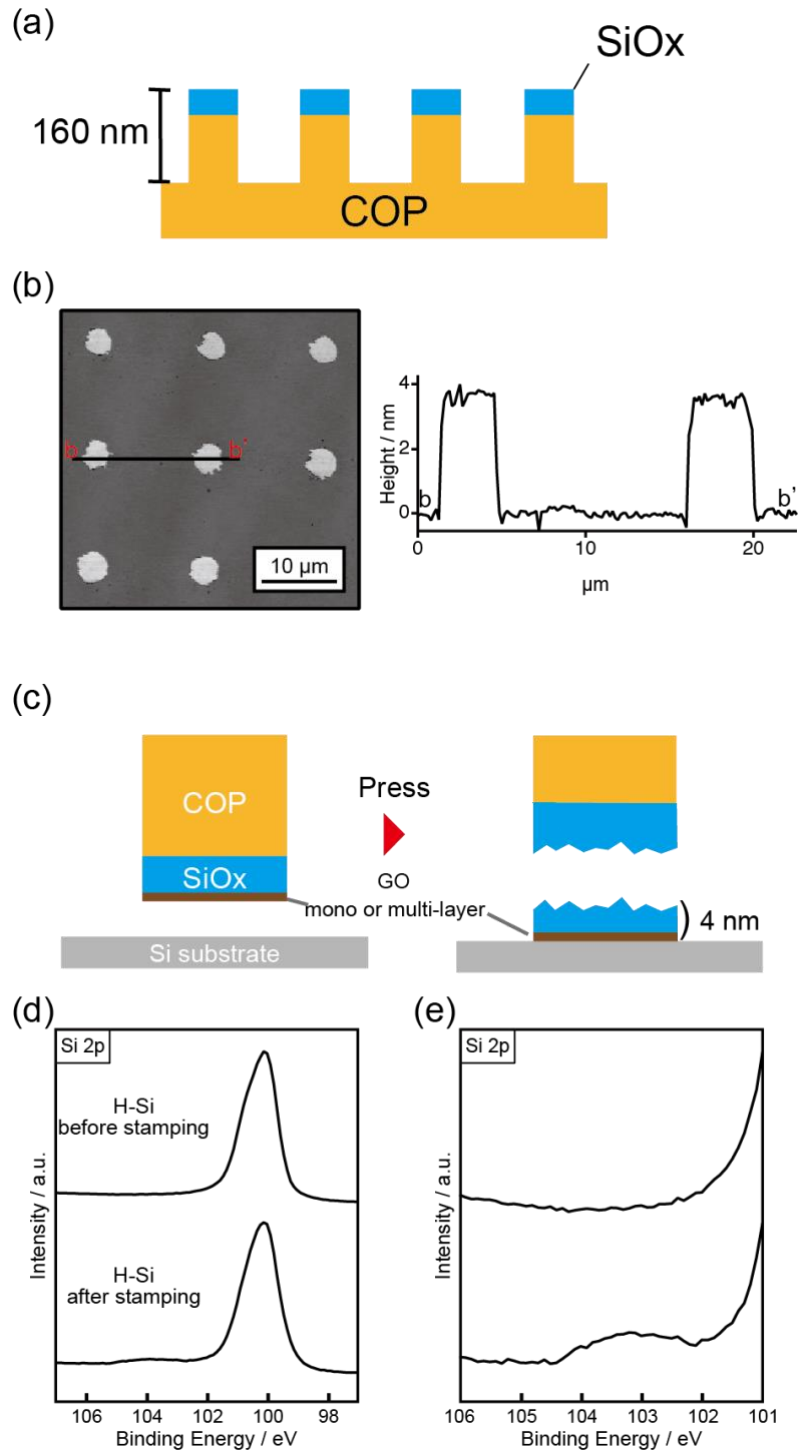 (a)
SiOx
160 nm
COP
(b)
b
b'
10 µm
Height / nm
4
2
0
b
b'
0
10
20
µm
(c)
COP
SiOx
Press
GO
mono or multi-layer
4 nm
Si substrate
(d)
Si 2p
H-Si
before stamping
H-Si
after stamping
Intensity / a.u.
106 104 102 100 98
Binding Energy / eV
(e)
Si 2p
Intensity / a.u.
106 105 104 103 102 101
Binding Energy / eV